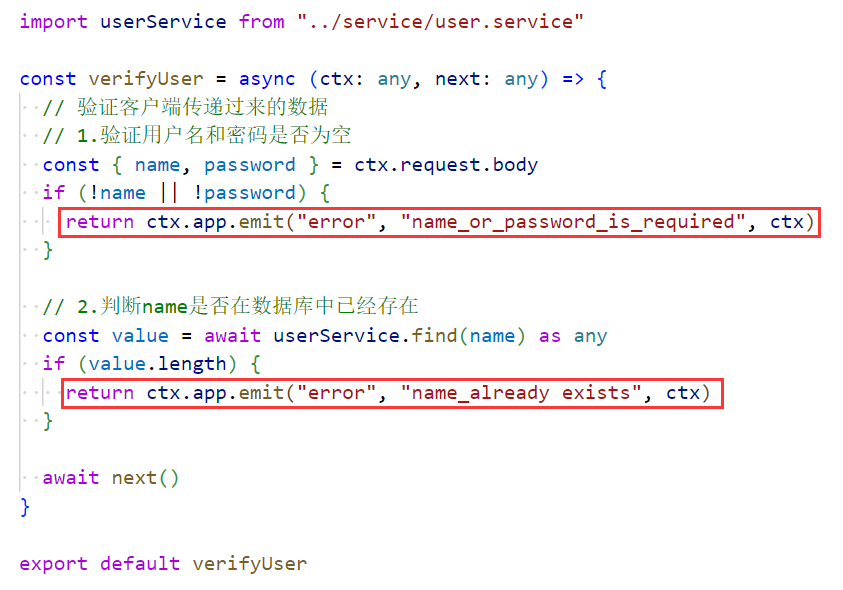 import userService from "../service/user.service"
const verifyUser = async (ctx: any, next: any) => {
// 验证客户端传递过来的数据
// 1.验证用户名和密码是否为空
const { name, password } = ctx.request.body
if (!name || !password) {
return ctx.app.emit("error", "name_or_password_is_required", ctx)
}
// 2.判断name是否在数据库中已经存在
const value = await userService.find(name) as any
if (value.length) {
return ctx.app.emit("error", "name_already exists", ctx)
}
await next()
}
export default verifyUser